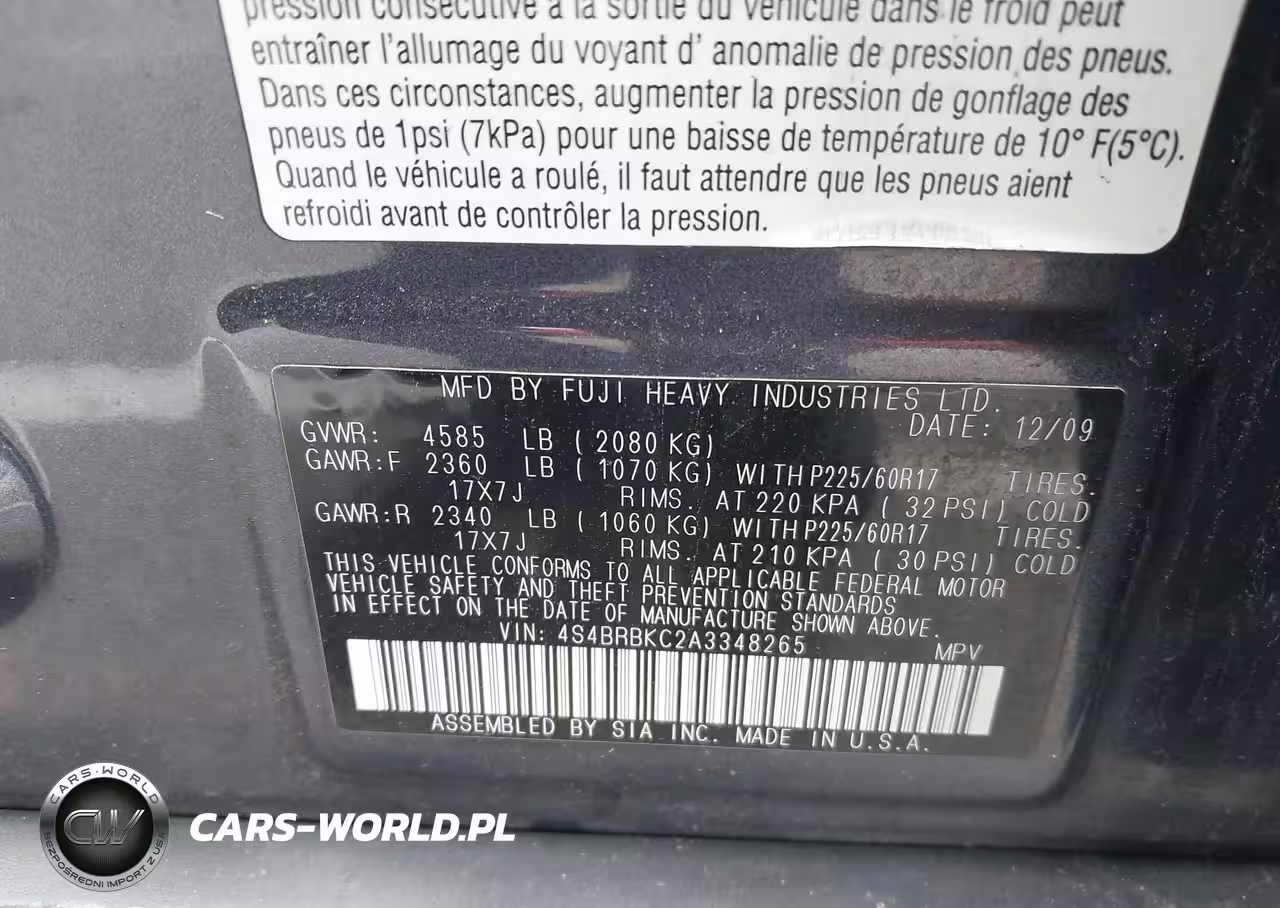 pression consécutive à la sortie du véhicule dans le froid peut
entraîner l'allumage du voyant d' anomalie de pression des pneus.
Dans ces circonstances, augmenter la pression de gonflage des
pneus de 1psi (7kPa) pour une baisse de température de 10° F(5°C).
Quand le véhicule a roulé, il faut attendre que les pneus aient
refroidi avant de contrôler la pression.
MFD BY FUJI HEAVY INDUSTRIES LTD.
DATE: 12/09
GVWR: 4585 LB ( 2080 KG)
GAWR:F 2360 LB ( 1070 KG) WITH P225/60R17 TIRES.
17X7J RIMS. AT 220 KPA ( 32 PSI) COLD
GAWR:R 2340 LB ( 1060 KG) WITH P225/60R17 TIRES.
17X7J RIMS. AT 210 KPA ( 30 PSI) COLD
THIS VEHICLE CONFORMS TO ALL APPLICABLE FEDERAL MOTOR
VEHICLE SAFETY AND THEFT PREVENTION STANDARDS
IN EFFECT ON THE DATE OF MANUFACTURE SHOWN ABOVE.
VIN: 4S4BRBKC2A3348265 MPV
ASSEMBLED BY SIA INC. MADE IN U.S.A.
CARS-WORLD
CW
BEZPOŚREDNI IMPORT Z USA
CARS-WORLD.PL